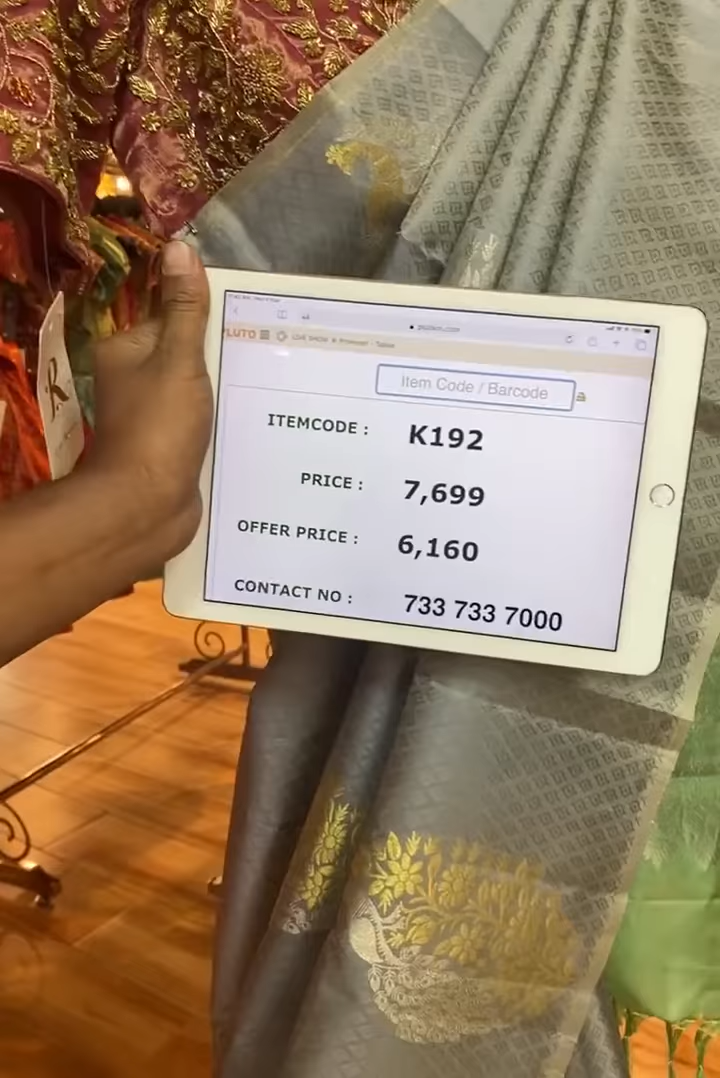 PLUTO
Item Code / Barcode
ITEMCODE : K192
PRICE : 7,699
OFFER PRICE : 6,160
CONTACT NO : 733 733 7000
R